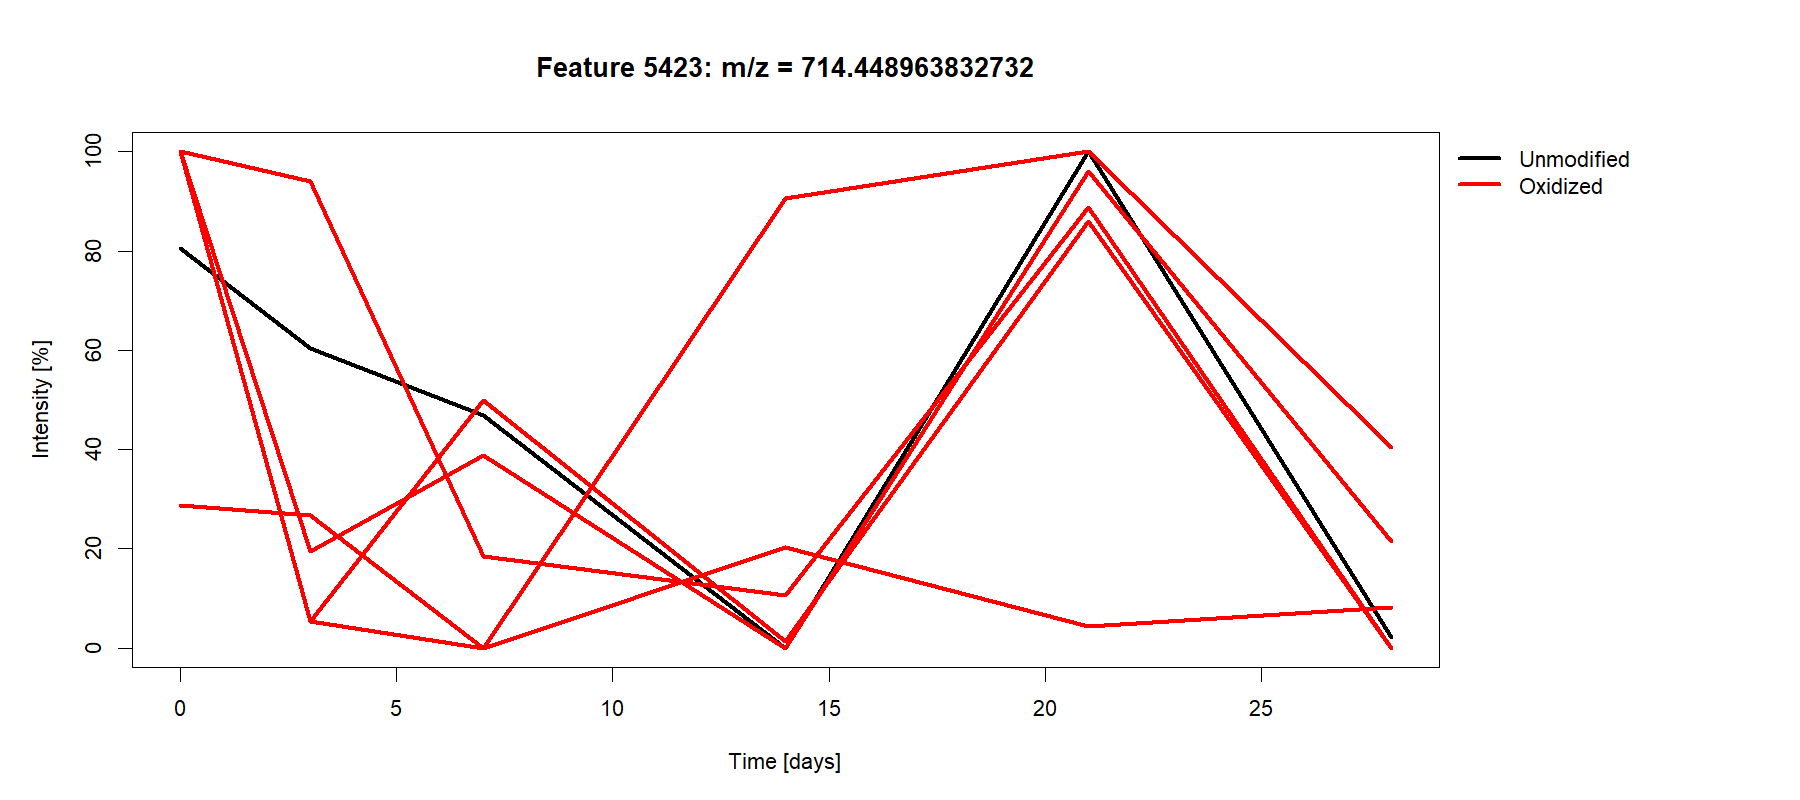 Feature 5423: m/z = 714.448963832732
Unmodified
Oxidized
Intensity [%]
100
80
60
40
20
0
0 5 10 15 20 25
Time [days]